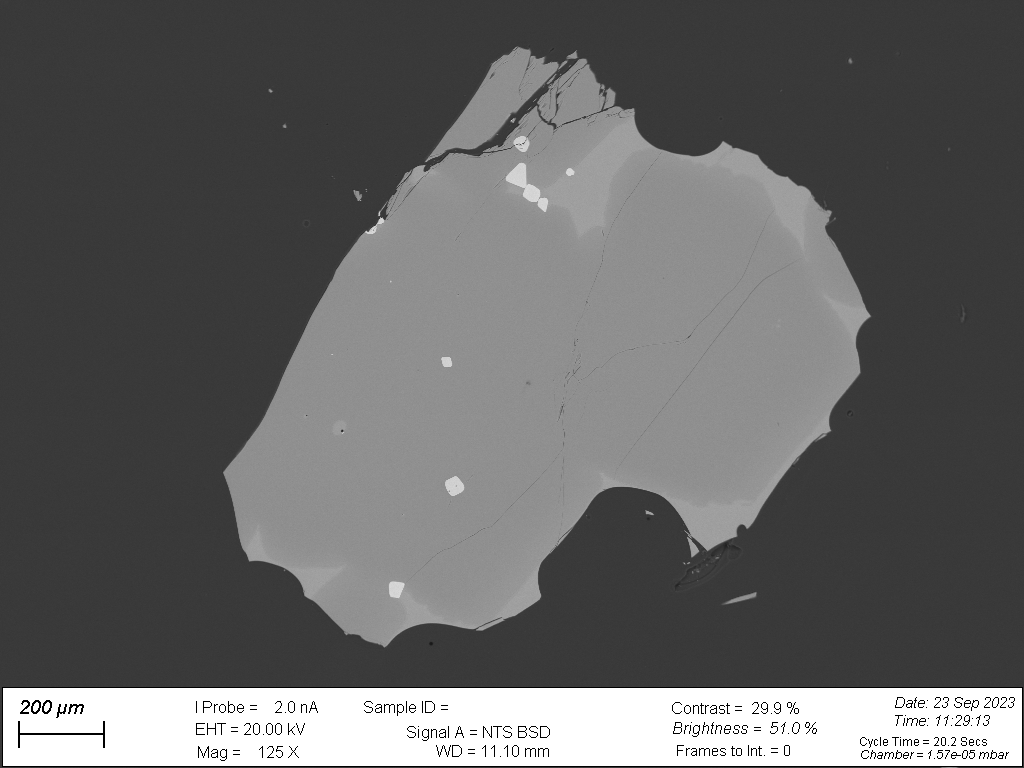 200 µm
I Probe = 2.0 nA
EHT = 20.00 kV
Mag = 125 X
Sample ID =
Signal A = NTS BSD
WD = 11.10 mm
Contrast = 29.9 %
Brightness = 51.0 %
Frames to Int. = 0
Date: 23 Sep 2023
Time: 11:29:13
Cycle Time = 20.2 Secs
Chamber = 1.57e-05 mbar